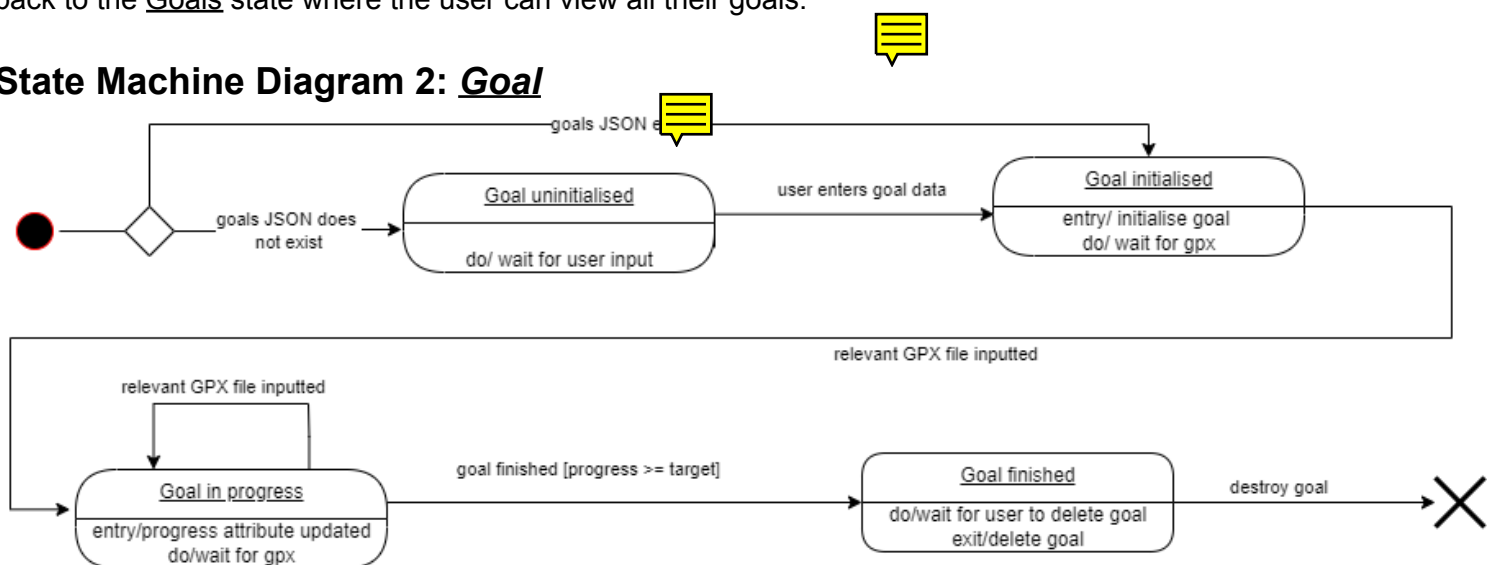 back to the Goals state where the user can view all their goals.
State Machine Diagram 2: Goal
goals JSON
goals JSON does
not exist
Goal uninitialised
do/ wait for user input
user enters goal data
Goal initialised
entry/ initialise goal
do/ wait for gpx
relevant GPX file inputted
relevant GPX file inputted
Goal in progress
entry/progress attribute updated
do/wait for gpx
goal finished [progress >= target]
Goal finished
do/wait for user to delete goal
exit/delete goal
destroy goal